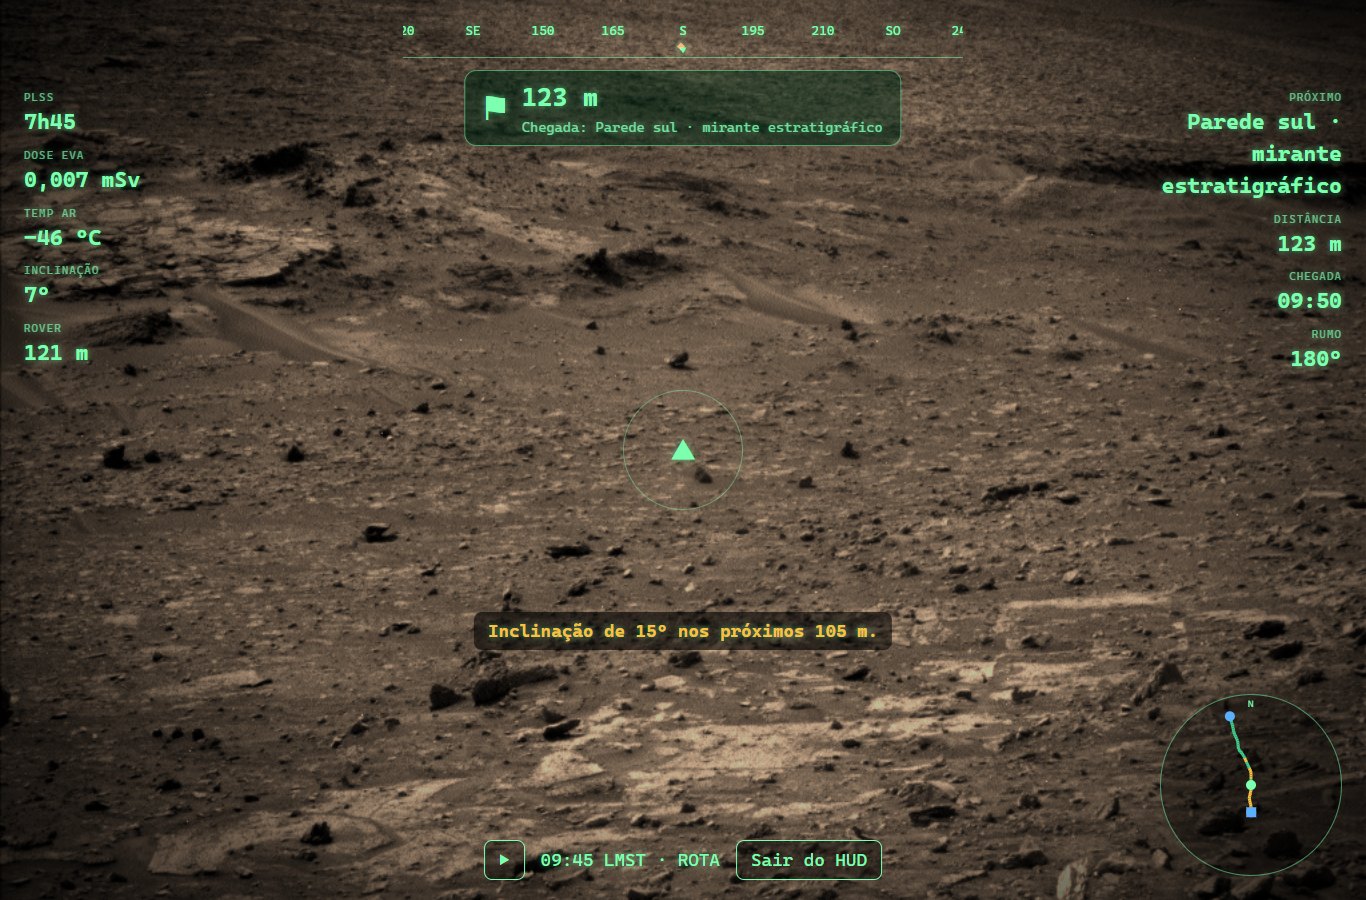 SE 150 165 S 195 210 SO
123 m
Chegada: Parede sul · mirante estratigráfico
PLSS
7h45
DOSE EVA
0,007 mSv
TEMP AR
−46 °C
INCLINAÇÃO
7°
ROVER
121 m
PRÓXIMO
Parede sul ·
mirante
estratigráfico
DISTÂNCIA
123 m
CHEGADA
09:50
RUMO
180°
Inclinação de 15° nos próximos 105 m.
N
09:45 LMST · ROTA
Sair do HUD